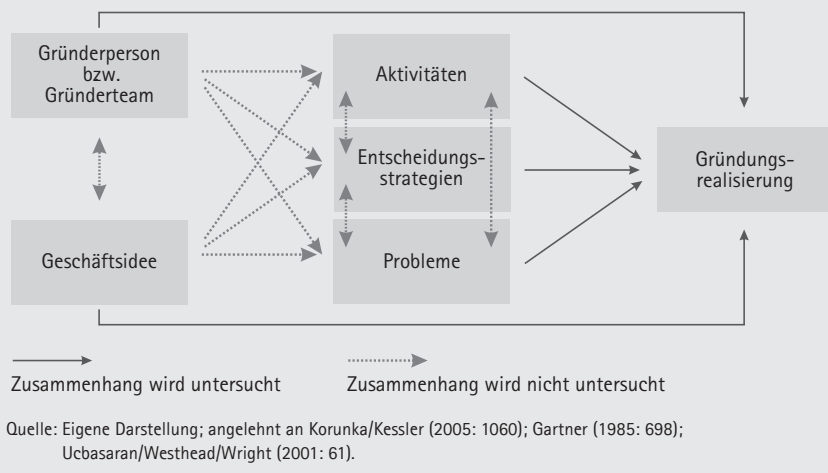 Gründerperson
bzw.
Gründerteam
Geschäftsidee
Aktivitäten
Entscheidungs-
strategien
Probleme
Gründungs-
realisierung
Zusammenhang wird untersucht
Zusammenhang wird nicht untersucht
Quelle: Eigene Darstellung; angelehnt an Korunka/Kessler (2005: 1060); Gartner (1985: 698);
Ucbasaran/Westhead/Wright (2001: 61).